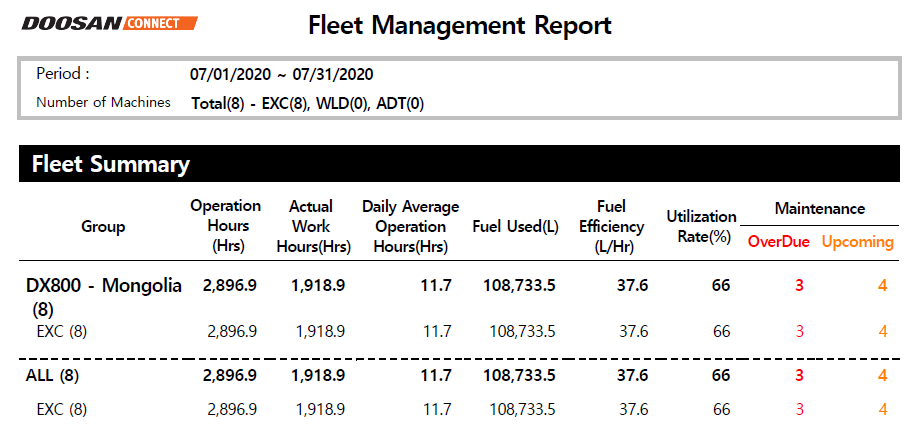 DOOSAN CONNECT
Fleet Management Report
Period : 07/01/2020 ~ 07/31/2020
Number of Machines Total(8) - EXC(8), WLD(0), ADT(0)
Fleet Summary
Group Operation Hours (Hrs) Actual Work Hours(Hrs) Daily Average Operation Hours(Hrs) Fuel Used(L) Fuel Efficiency (L/Hr) Utilization Rate(%) Maintenance OverDue Upcoming
DX800 - Mongolia (8) 2,896.9 1,918.9 11.7 108,733.5 37.6 66 3 4
EXC (8) 2,896.9 1,918.9 11.7 108,733.5 37.6 66 3 4
ALL (8) 2,896.9 1,918.9 11.7 108,733.5 37.6 66 3 4
EXC (8) 2,896.9 1,918.9 11.7 108,733.5 37.6 66 3 4